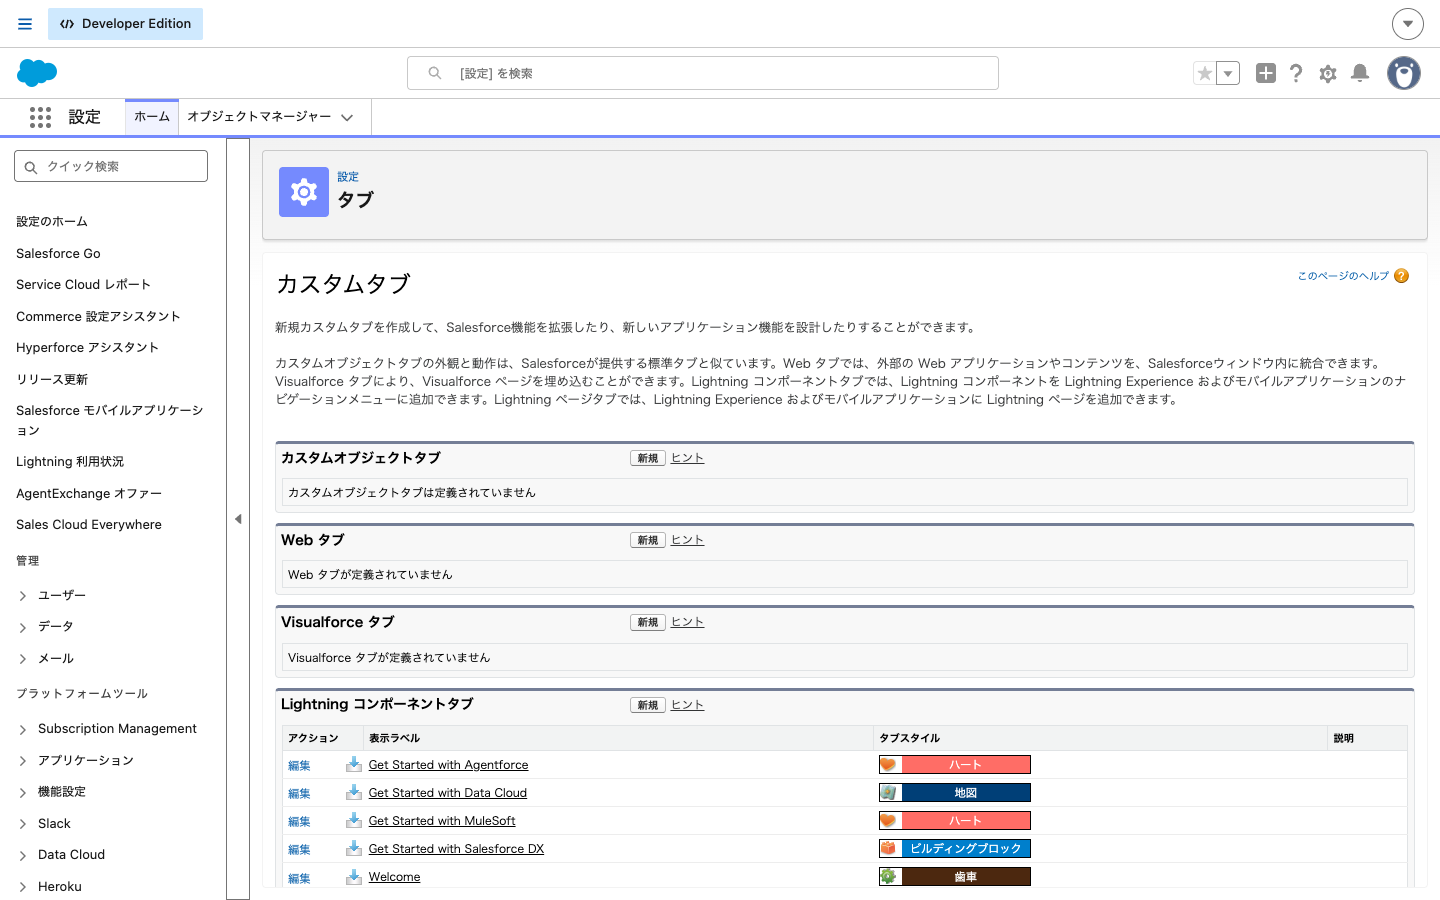 Developer Edition
[設定] を検索
設定
ホーム
オブジェクトマネージャー
クイック検索
設定のホーム
Salesforce Go
Service Cloud レポート
Commerce 設定アシスタント
Hyperforce アシスタント
リリース更新
Salesforce モバイルアプリケーシ
ョン
Lightning 利用状況
AgentExchange オファー
Sales Cloud Everywhere
管理
ユーザー
データ
メール
プラットフォームツール
Subscription Management
アプリケーション
機能設定
Slack
Data Cloud
Heroku
設定
タブ
カスタムタブ
このページのヘルプ
新規カスタムタブを作成して、Salesforce機能を拡張したり、新しいアプリケーション機能を設計したりすることができます。
カスタムオブジェクトタブの外観と動作は、Salesforceが提供する標準タブと似ています。Web タブでは、外部の Web アプリケーションやコンテンツを、Salesforceウィンドウ内に統合できます。
Visualforce タブにより、Visualforce ページを埋め込むことができます。Lightning コンポーネントタブでは、Lightning コンポーネントを Lightning Experience およびモバイルアプリケーションのナ
ビゲーションメニューに追加できます。Lightning ページタブでは、Lightning Experience およびモバイルアプリケーションに Lightning ページを追加できます。
カスタムオブジェクトタブ 新規 ヒント
カスタムオブジェクトタブは定義されていません
Web タブ 新規 ヒント
Web タブが定義されていません
Visualforce タブ 新規 ヒント
Visualforce タブが定義されていません
Lightning コンポーネントタブ 新規 ヒント
アクション 表示ラベル タブスタイル 説明
編集 Get Started with Agentforce ハート
編集 Get Started with Data Cloud 地図
編集 Get Started with MuleSoft ハート
編集 Get Started with Salesforce DX ビルディングブロック
編集 Welcome 歯車